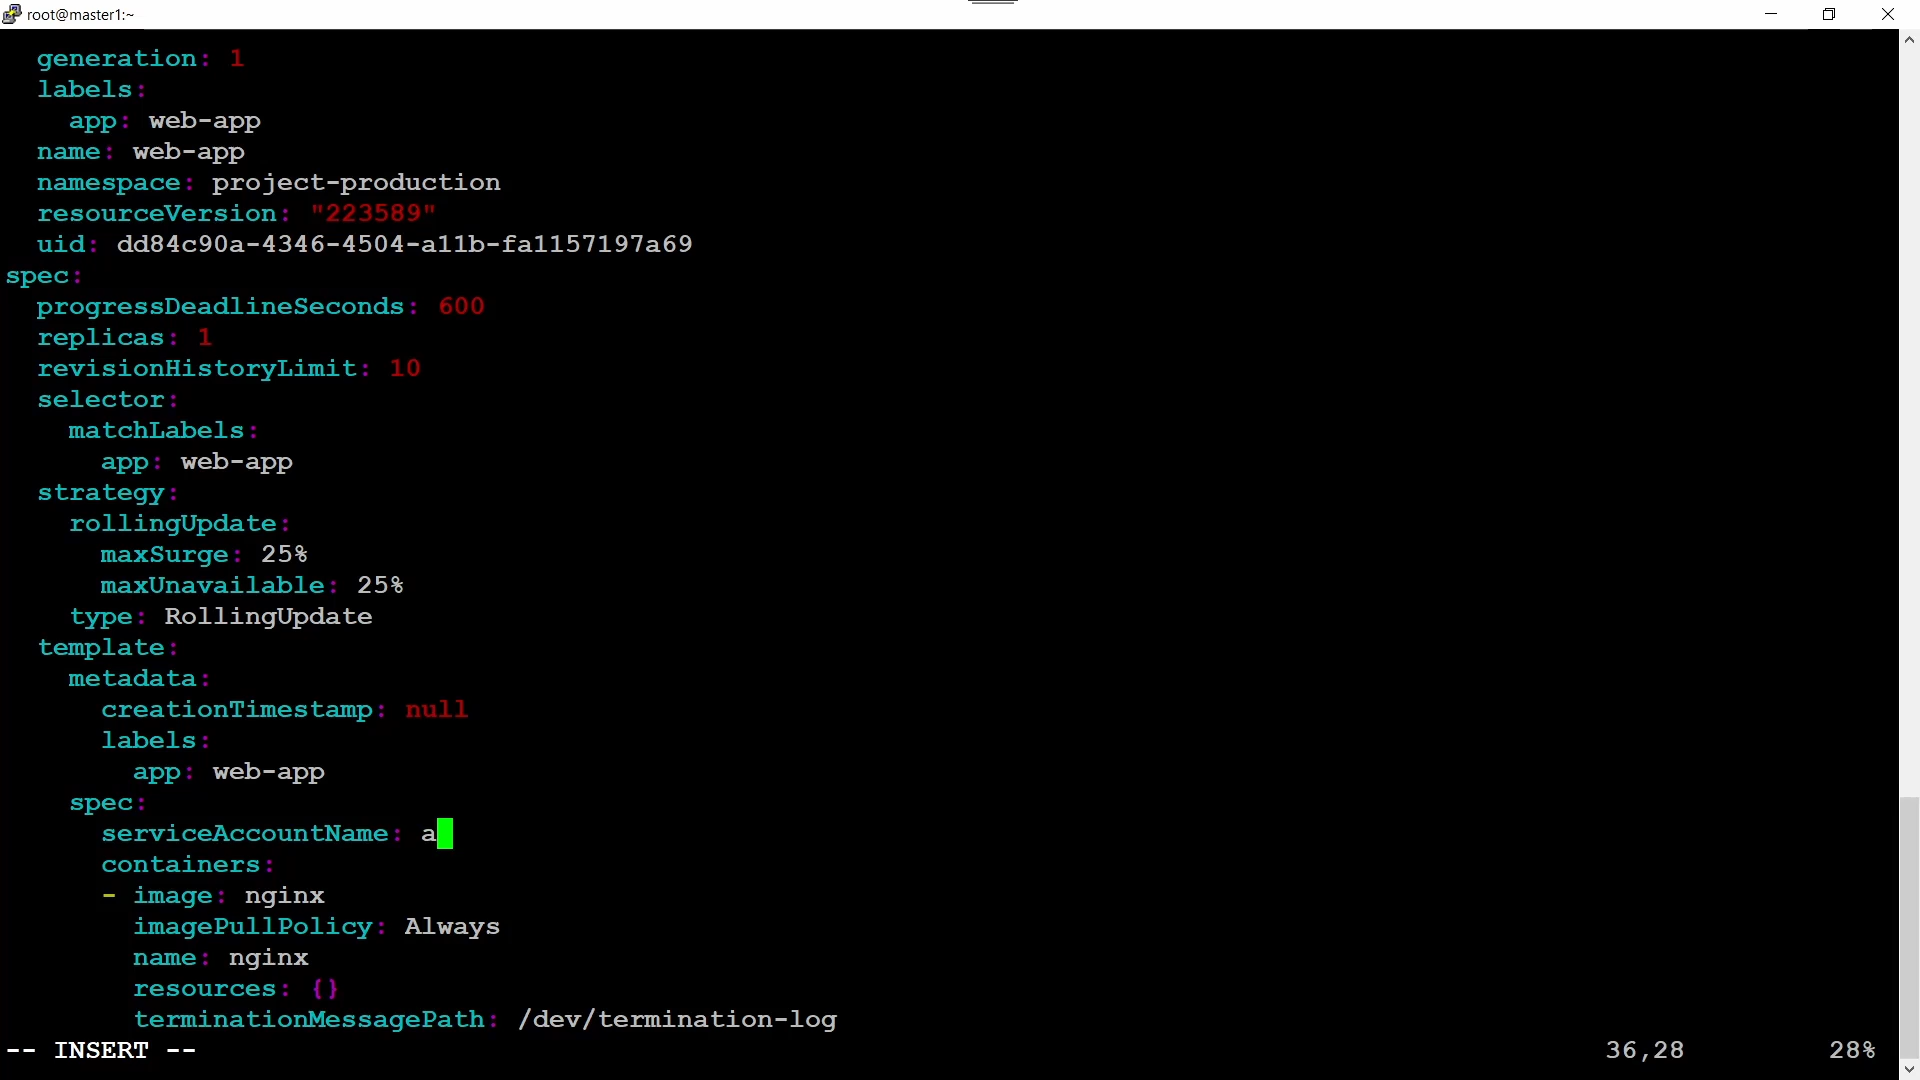 root@master1:~
  generation: 1
  labels:
    app: web-app
  name: web-app
  namespace: project-production
  resourceVersion: "223589"
  uid: dd84c90a-4346-4504-a11b-fa1157197a69
spec:
  progressDeadlineSeconds: 600
  replicas: 1
  revisionHistoryLimit: 10
  selector:
    matchLabels:
      app: web-app
  strategy:
    rollingUpdate:
      maxSurge: 25%
      maxUnavailable: 25%
    type: RollingUpdate
  template:
    metadata:
      creationTimestamp: null
      labels:
        app: web-app
    spec:
      serviceAccountName: a
      containers:
      - image: nginx
        imagePullPolicy: Always
        name: nginx
        resources: {}
        terminationMessagePath: /dev/termination-log
-- INSERT -- 36,28 28%